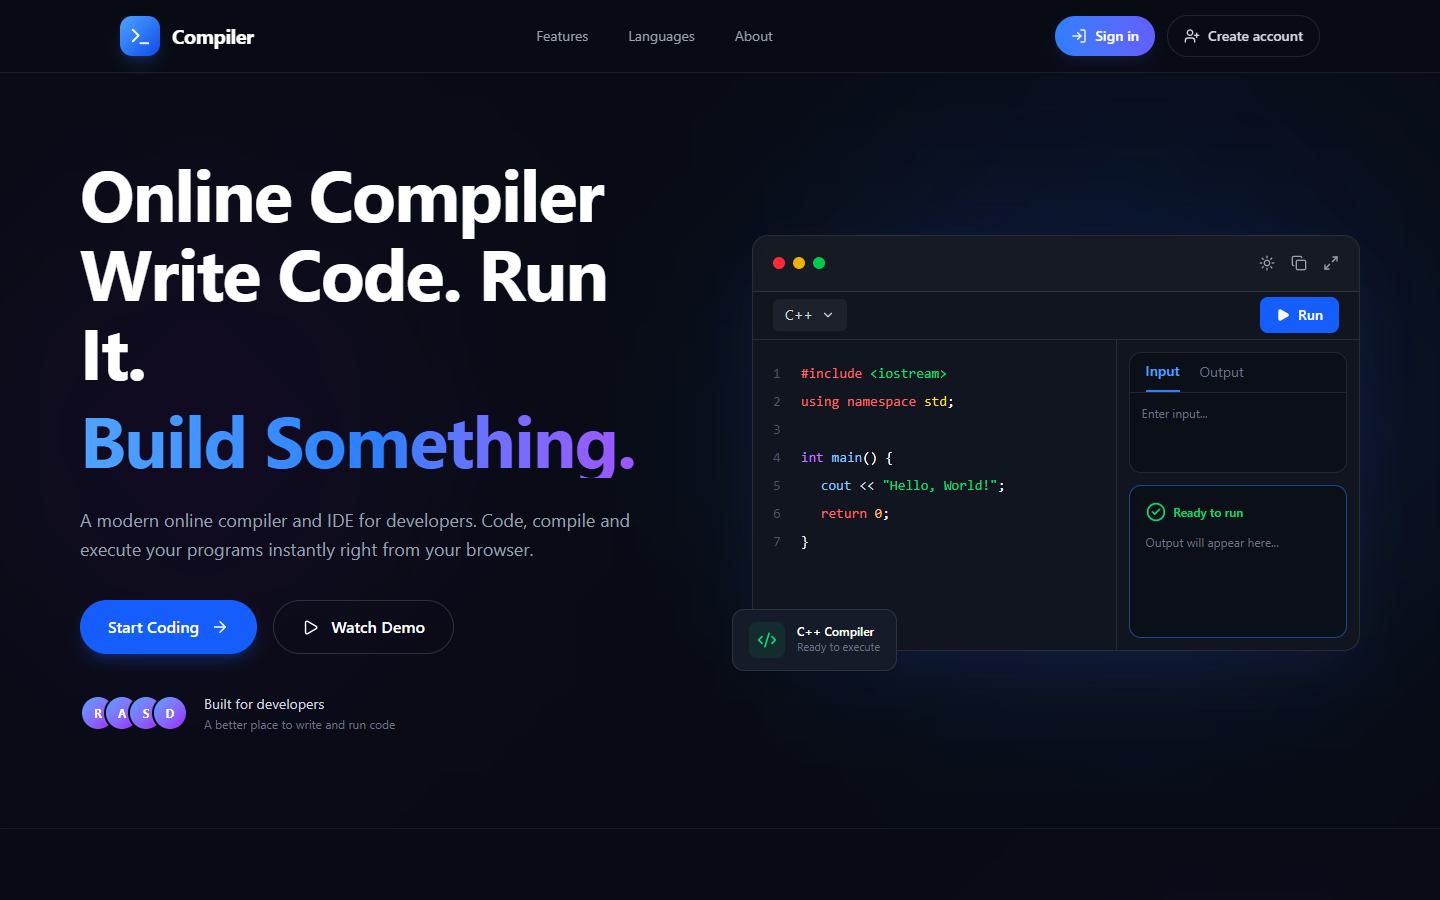 Compiler
Features
Languages
About
Sign in
Create account
Online Compiler
Write Code. Run
It.
Build Something.
A modern online compiler and IDE for developers. Code, compile and
execute your programs instantly right from your browser.
Start Coding
Watch Demo
R A S D
Built for developers
A better place to write and run code
C++
Run
1 #include <iostream>
2 using namespace std;
3
4 int main() {
5 cout << "Hello, World!";
6 return 0;
7 }
Input
Output
Enter input...
Ready to run
Output will appear here...
C++ Compiler
Ready to execute